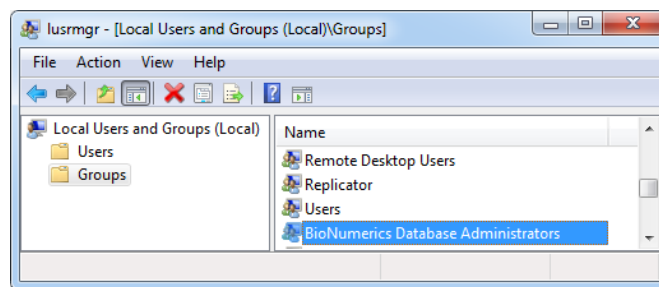 lusrmgr - [Local Users and Groups (Local)\Groups]
File Action View Help
Local Users and Groups (Local)
Users
Groups
Name
Remote Desktop Users
Replicator
Users
BioNumerics Database Administrators